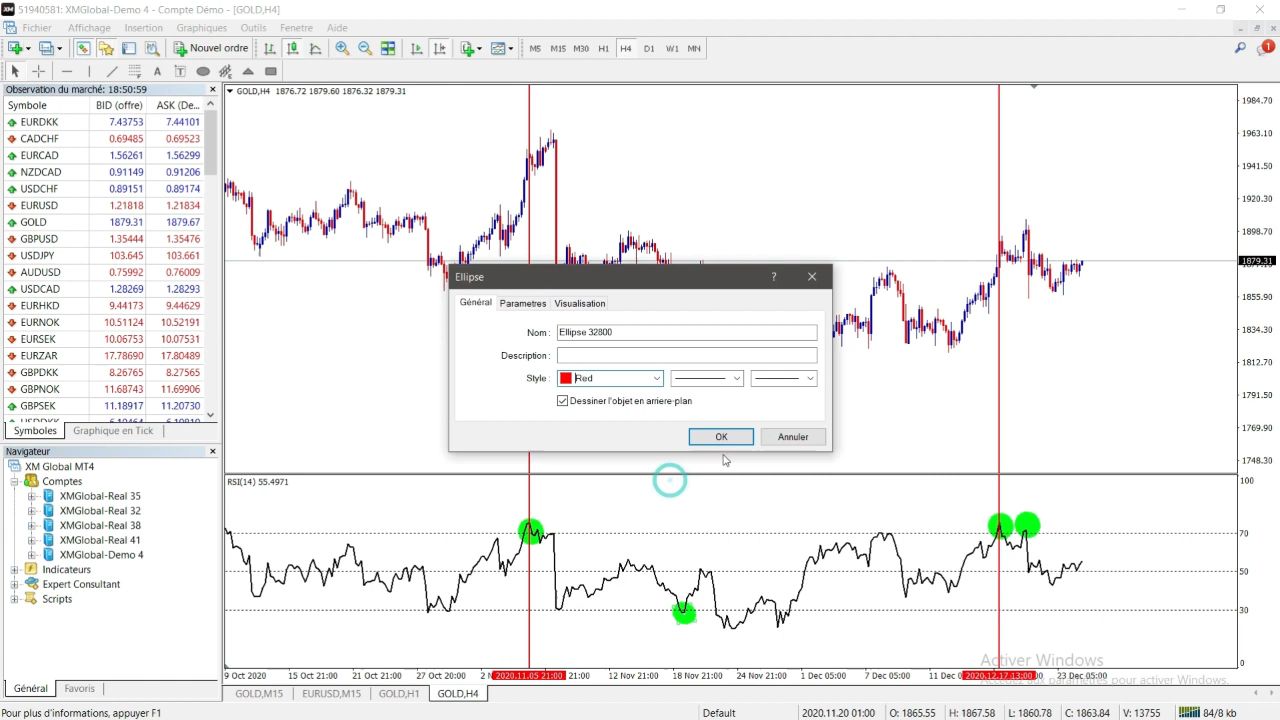 51940581: XMGlobal-Demo 4 - Compte Démo - [GOLD,H4]
Fichier Affichage Insertion Graphiques Outils Fenetre Aide
Nouvel ordre M5 M15 M30 H1 H4 D1 W1 MN 1
A T
Observation du marché: 18:50:59
Symbole BID (offre) ASK (De...
EURDKK 7.43753 7.44101
CADCHF 0.69485 0.69523
EURCAD 1.56261 1.56299
NZDCAD 0.91149 0.91206
USDCHF 0.89151 0.89174
EURUSD 1.21818 1.21834
GOLD 1879.31 1879.67
GBPUSD 1.35444 1.35476
USDJPY 103.645 103.661
AUDUSD 0.75992 0.76009
USDCAD 1.28269 1.28293
EURHKD 9.44173 9.44629
EURNOK 10.51124 10.52191
EURSEK 10.06753 10.07531
EURZAR 17.78690 17.80489
GBPDKK 8.26765 8.27565
GBPNOK 11.68743 11.69906
GBPSEK 11.18917 11.20730
Symboles Graphique en Tick
Navigateur
XM Global MT4
Comptes
XMGlobal-Real 35
XMGlobal-Real 32
XMGlobal-Real 38
XMGlobal-Real 41
XMGlobal-Demo 4
Indicateurs
Expert Consultant
Scripts
Général Favoris
GOLD,H4 1876.72 1879.60 1876.32 1879.31
1984.70
1963.10
1941.50
1920.30
1898.70
1879.31
1855.90
1834.30
1812.70
1791.50
1769.90
1748.30
Ellipse ?
Général Parametres Visualisation
Nom : Ellipse 32800
Description :
Style : Red
Dessiner l'objet en arriere-plan
OK Annuler
RSI(14) 55.4971
100
70
50
30
0
9 Oct 2020 15 Oct 21:00 21 Oct 21:00 27 Oct 20:00 2020.11.05 21:00 21:00 12 Nov 21:00 18 Nov 21:00 24 Nov 21:00 1 Dec 05:00 7 Dec 05:00 11 Dec 2020.12.17 13:00 23 Dec 05:00
Activer Windows
Accédez aux paramètres pour activer Windows.
GOLD,M15 EURUSD,M15 GOLD,H1 GOLD,H4
Pour plus d'informations, appuyer F1 Default 2020.11.20 01:00 O: 1865.55 H: 1867.58 L: 1860.78 C: 1863.84 V: 13755 84/8 kb